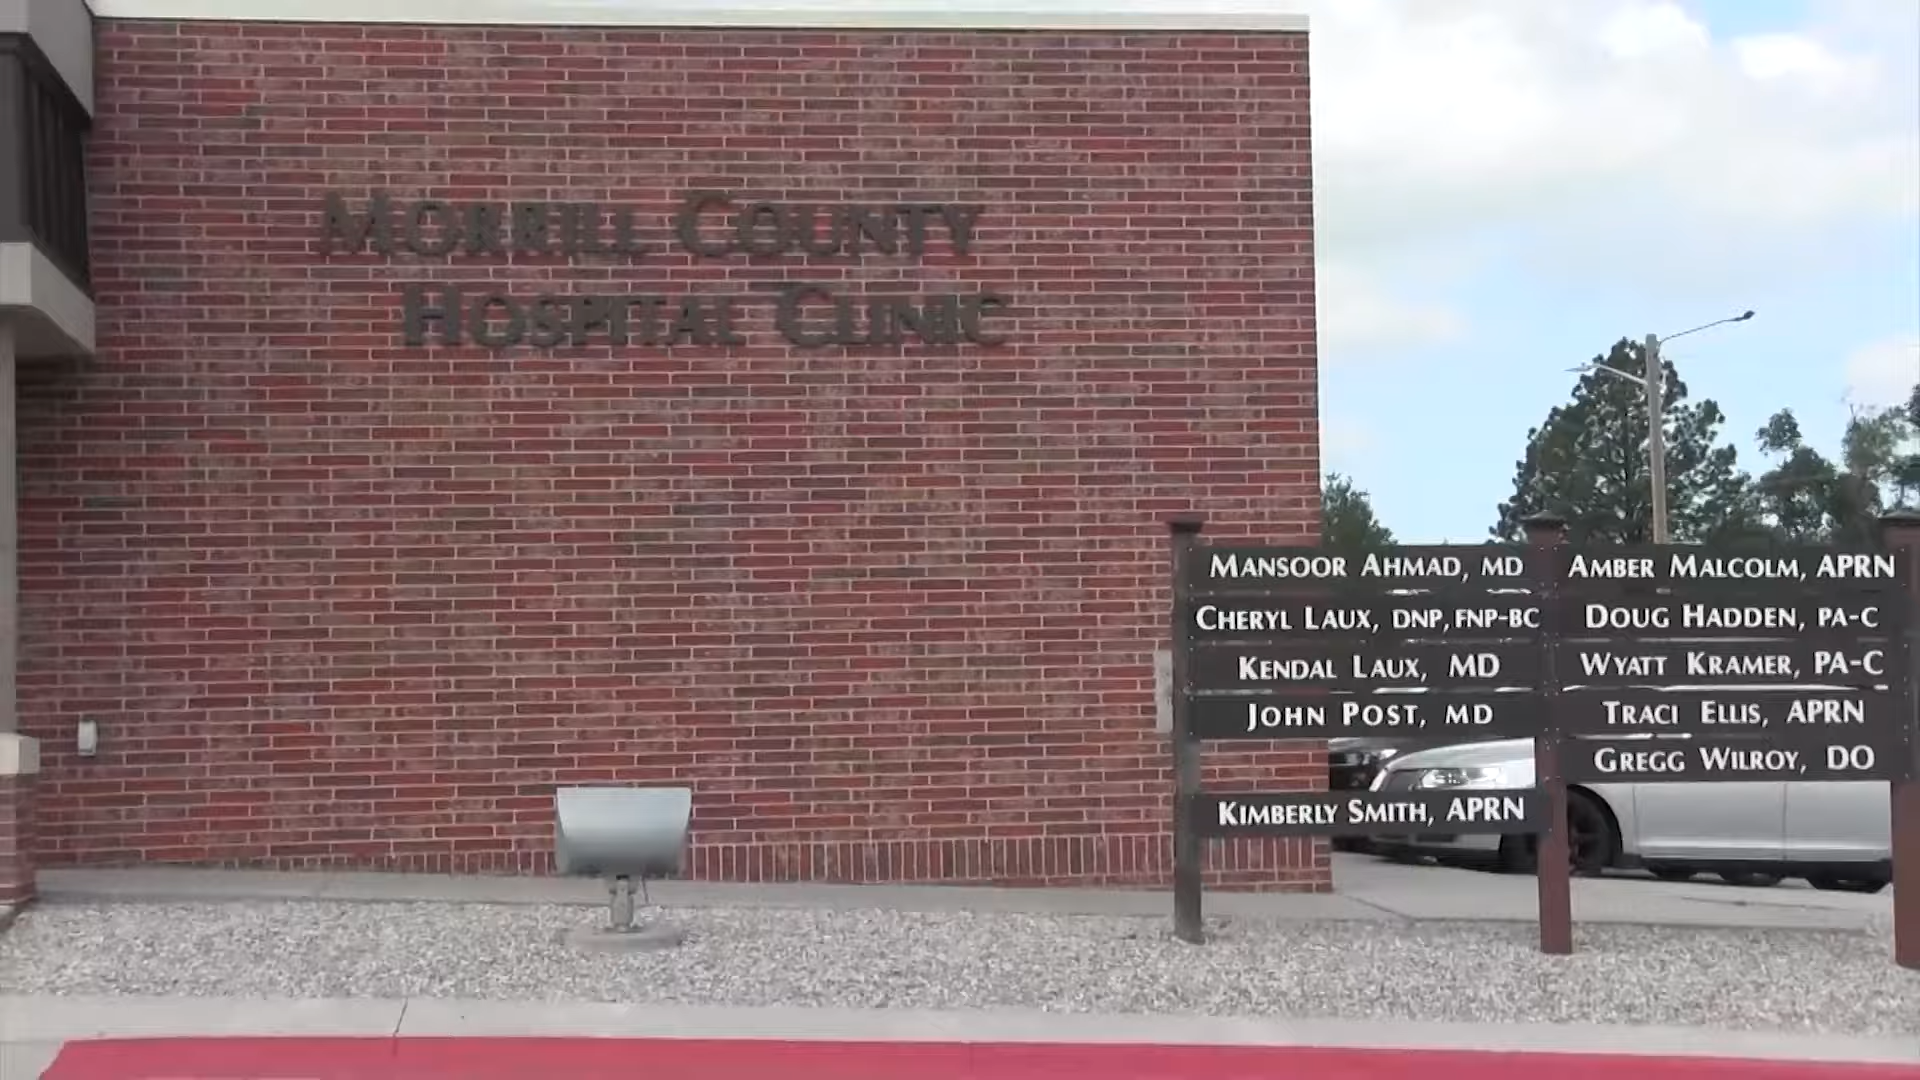 MORRILL COUNTY
HOSPITAL CLINIC
MANSOOR AHMAD, MD
CHERYL LAUX, DNP, FNP-BC
KENDAL LAUX, MD
JOHN POST, MD
KIMBERLY SMITH, APRN
AMBER MALCOLM, APRN
DOUG HADDEN, PA-C
WYATT KRAMER, PA-C
TRACI ELLIS, APRN
GREGG WILROY, DO